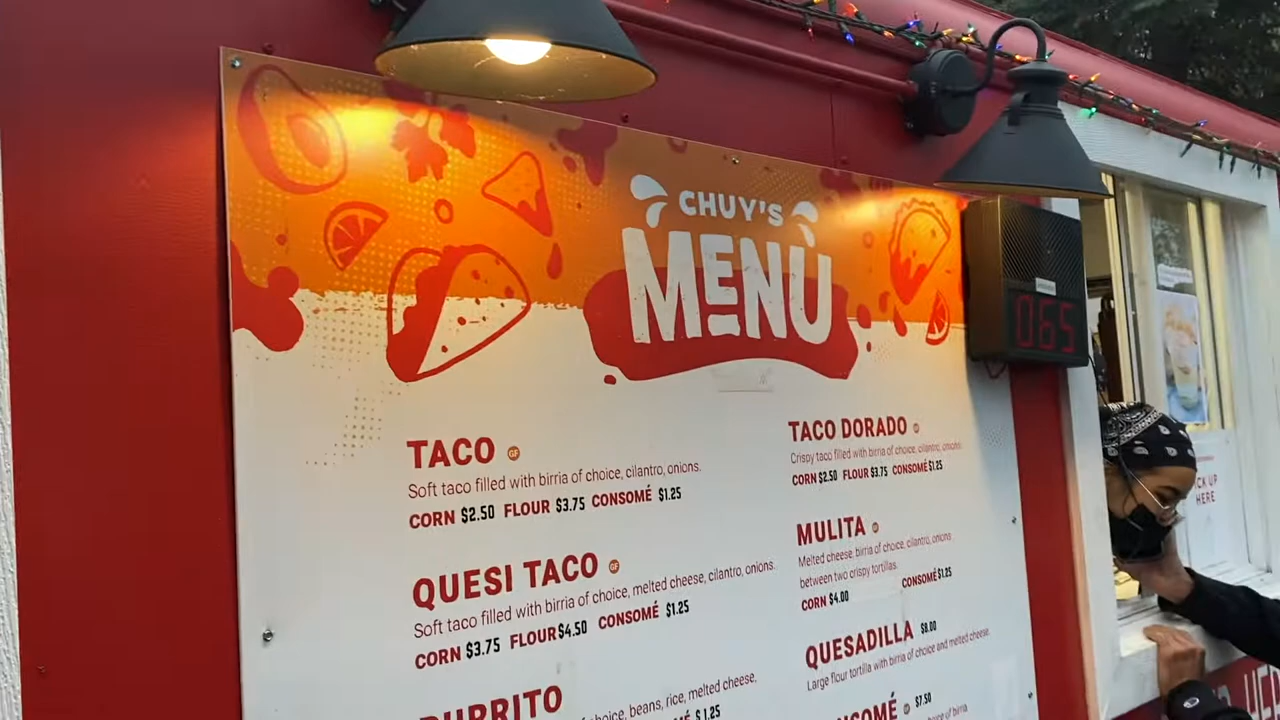 CHUY'S
MENU
TACO GF
Soft taco filled with birria of choice, cilantro, onions.
CORN $2.50 FLOUR $3.75 CONSOMÉ $1.25
QUESI TACO GF
Soft taco filled with birria of choice, melted cheese, cilantro, onions.
CORN $3.75 FLOUR $4.50 CONSOMÉ $1.25
BURRITO
choice, beans, rice, melted cheese,
$1.25
TACO DORADO
Crispy taco filled with birria of choice, cilantro, onions.
CORN $2.50 FLOUR $3.75 CONSOMÉ $1.25
MULITA
Melted cheese, birria of choice, cilantro, onions
between two crispy tortillas.
CONSOMÉ $1.25
CORN $4.00
QUESADILLA $8.00
Large flour tortilla with birria of choice and melted cheese.
CONSOMÉ $7.50
of birria
065
PICK UP
HERE